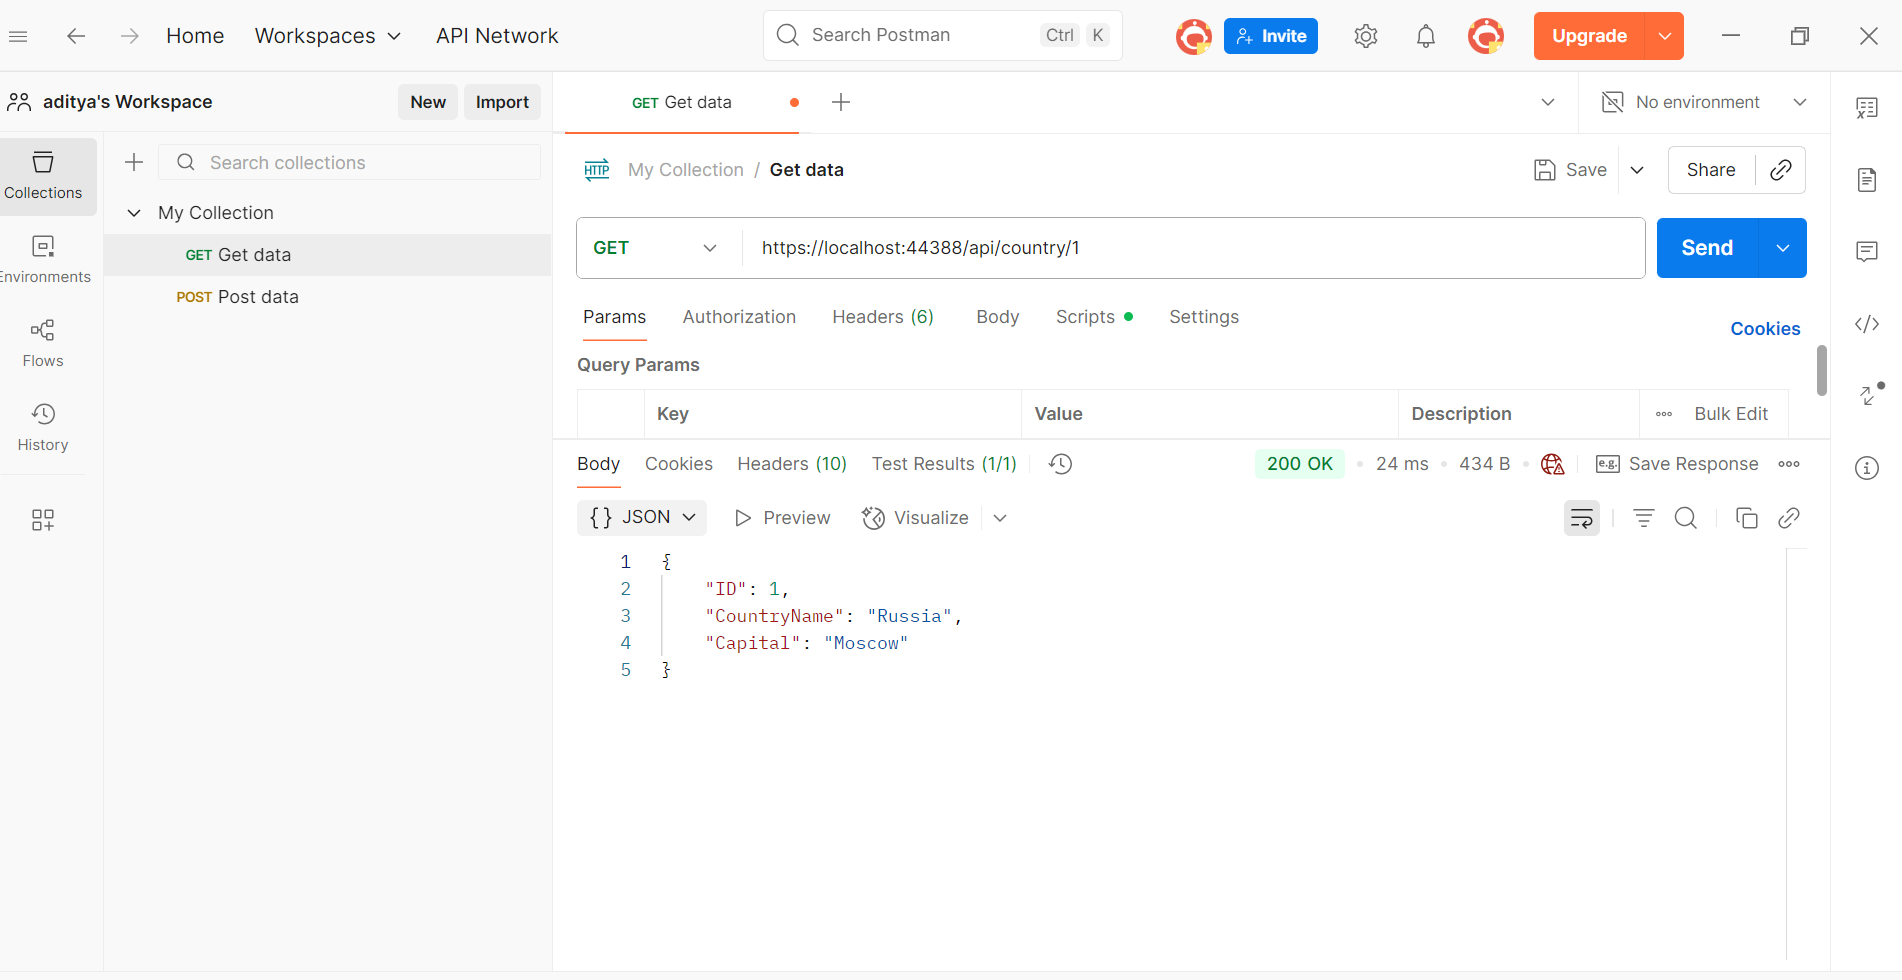 Home Workspaces API Network Search Postman Ctrl K Invite Upgrade
aditya's Workspace New Import GET Get data No environment
Collections Search collections My Collection / Get data Save Share
My Collection
GET Get data GET https://localhost:44388/api/country/1 Send
Environments
POST Post data Params Authorization Headers (6) Body Scripts Settings Cookies
Flows Query Params
Key Value Description Bulk Edit
History Body Cookies Headers (10) Test Results (1/1) 200 OK 24 ms 434 B e.g. Save Response
{} JSON Preview Visualize
1 {
2 "ID": 1,
3 "CountryName": "Russia",
4 "Capital": "Moscow"
5 }